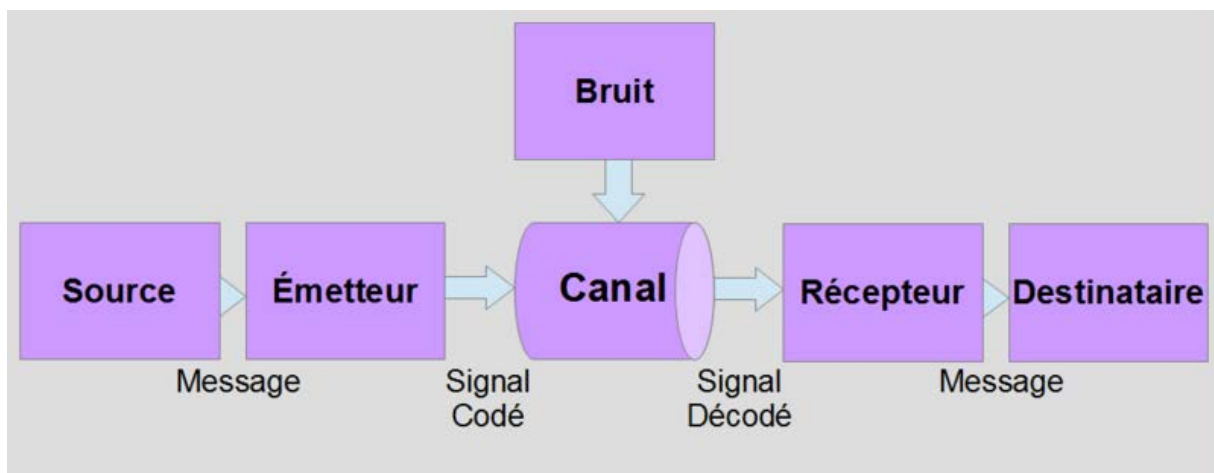 Bruit
Source
Émetteur
Canal
Récepteur
Destinataire
Message
Signal
Codé
Signal
Décodé
Message